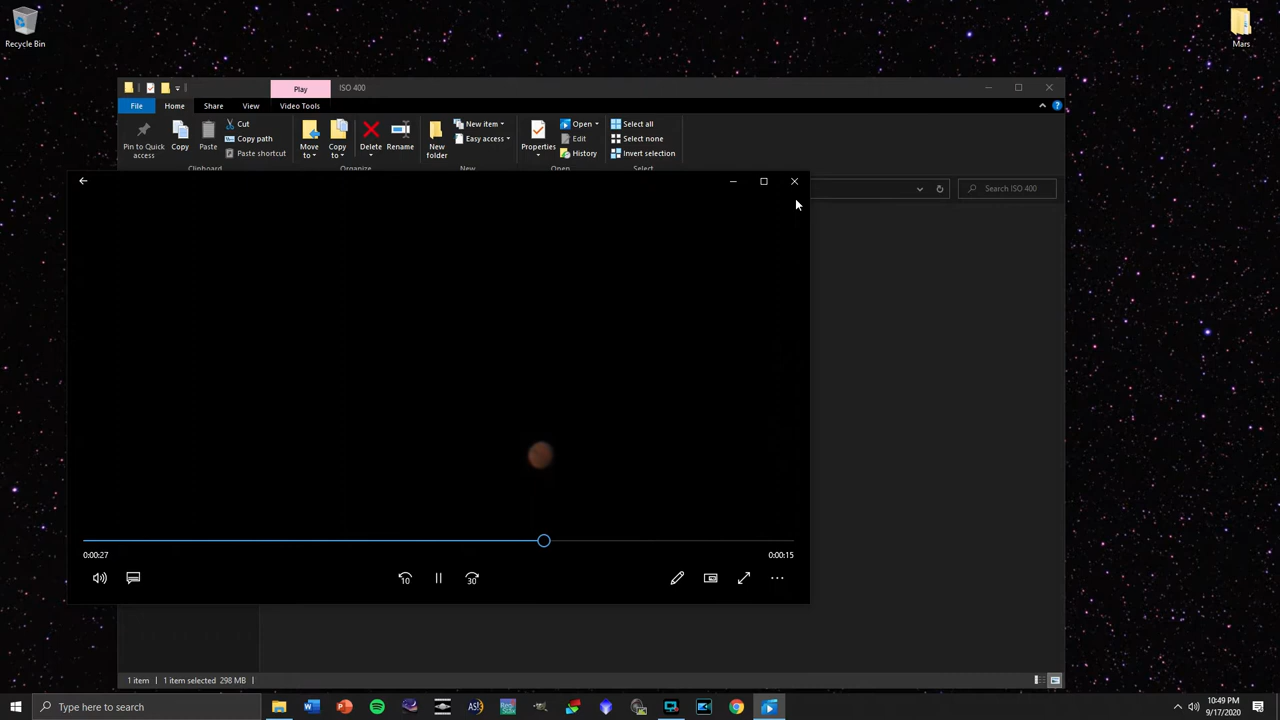 Recycle Bin
Mars
Play
ISO 400
File
Home
Share
View
Video Tools
Pin to Quick
access
Copy
Paste
Cut
Copy path
Paste shortcut
Clipboard
Move
to
Copy
to
Delete
Rename
Organize
New
folder
New item
Easy access
New
Properties
Open
Edit
History
Open
Select all
Select none
Invert selection
Select
Search ISO 400
0:00:27
0:00:15
10
30
1 item
1 item selected 298 MB
Type here to search
10:49 PM
9/17/2020